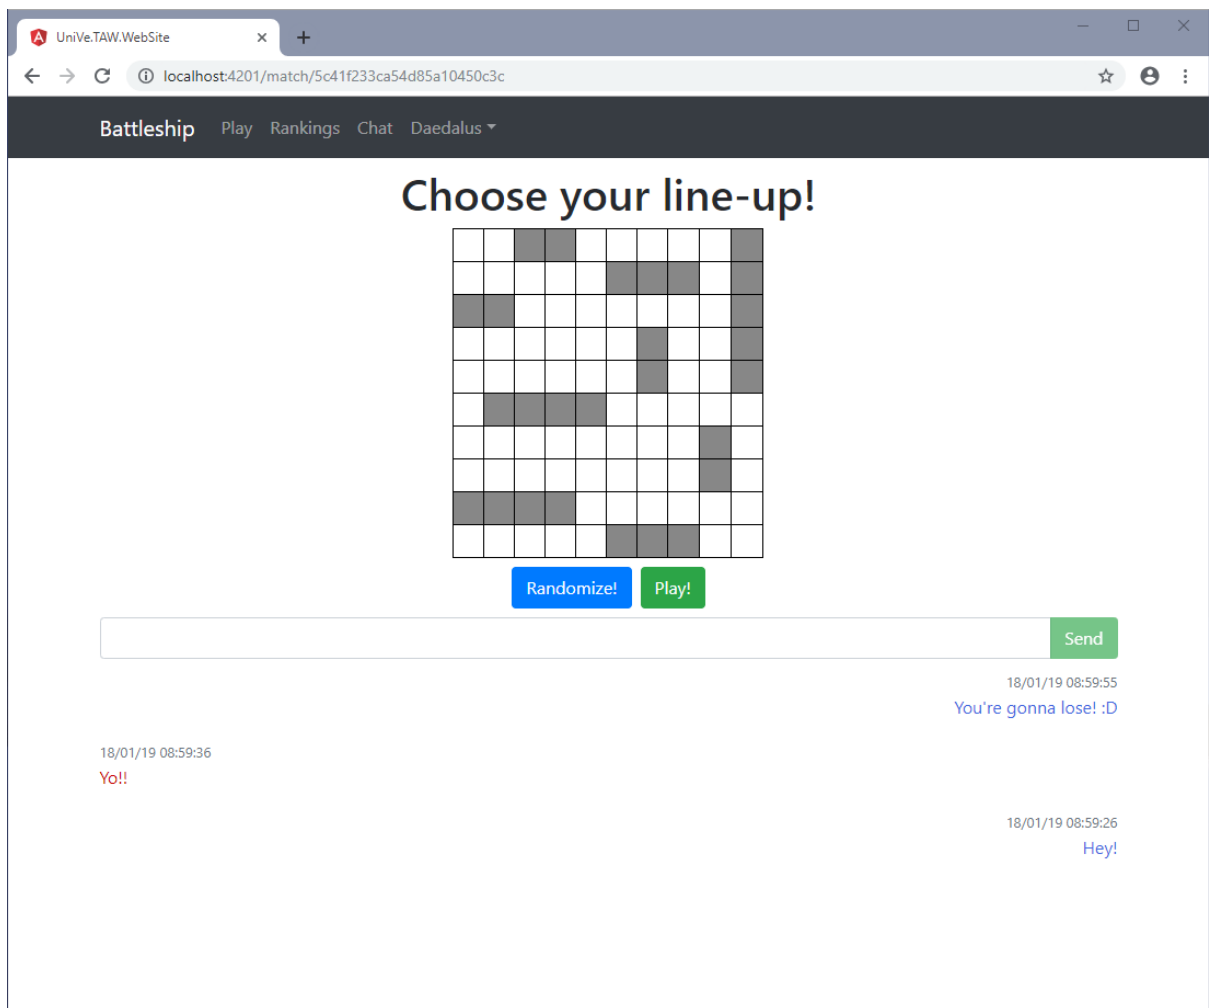 UniVe.TAW.WebSite
localhost:4201/match/5c41f233ca54d85a10450c3c
Battleship Play Rankings Chat Daedalus
Choose your line-up!
Randomize! Play!
Send
18/01/19 08:59:55
You're gonna lose! :D
18/01/19 08:59:36
Yo!!
18/01/19 08:59:26
Hey!